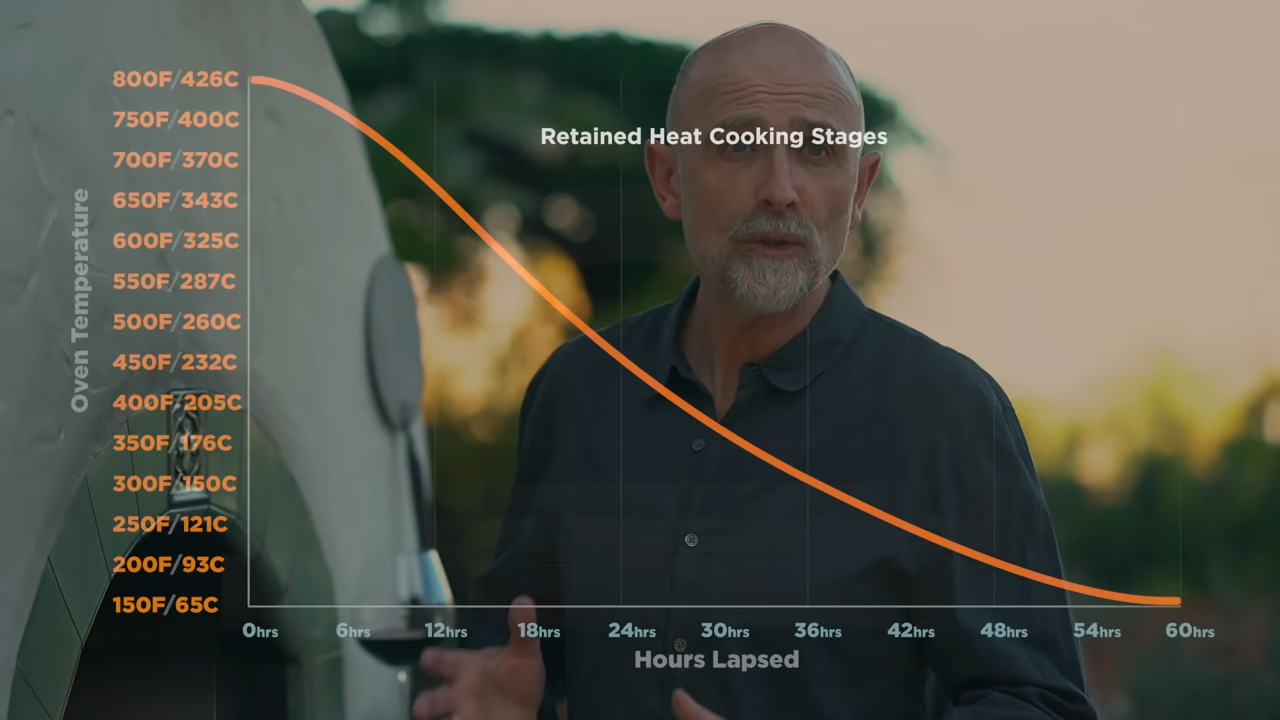 Retained Heat Cooking Stages
Oven Temperature
800F/426C
750F/400C
700F/370C
650F/343C
600F/325C
550F/287C
500F/260C
450F/232C
400F/205C
350F/176C
300F/150C
250F/121C
200F/93C
150F/65C
0hrs 6hrs 12hrs 18hrs 24hrs 30hrs 36hrs 42hrs 48hrs 54hrs 60hrs
Hours Lapsed